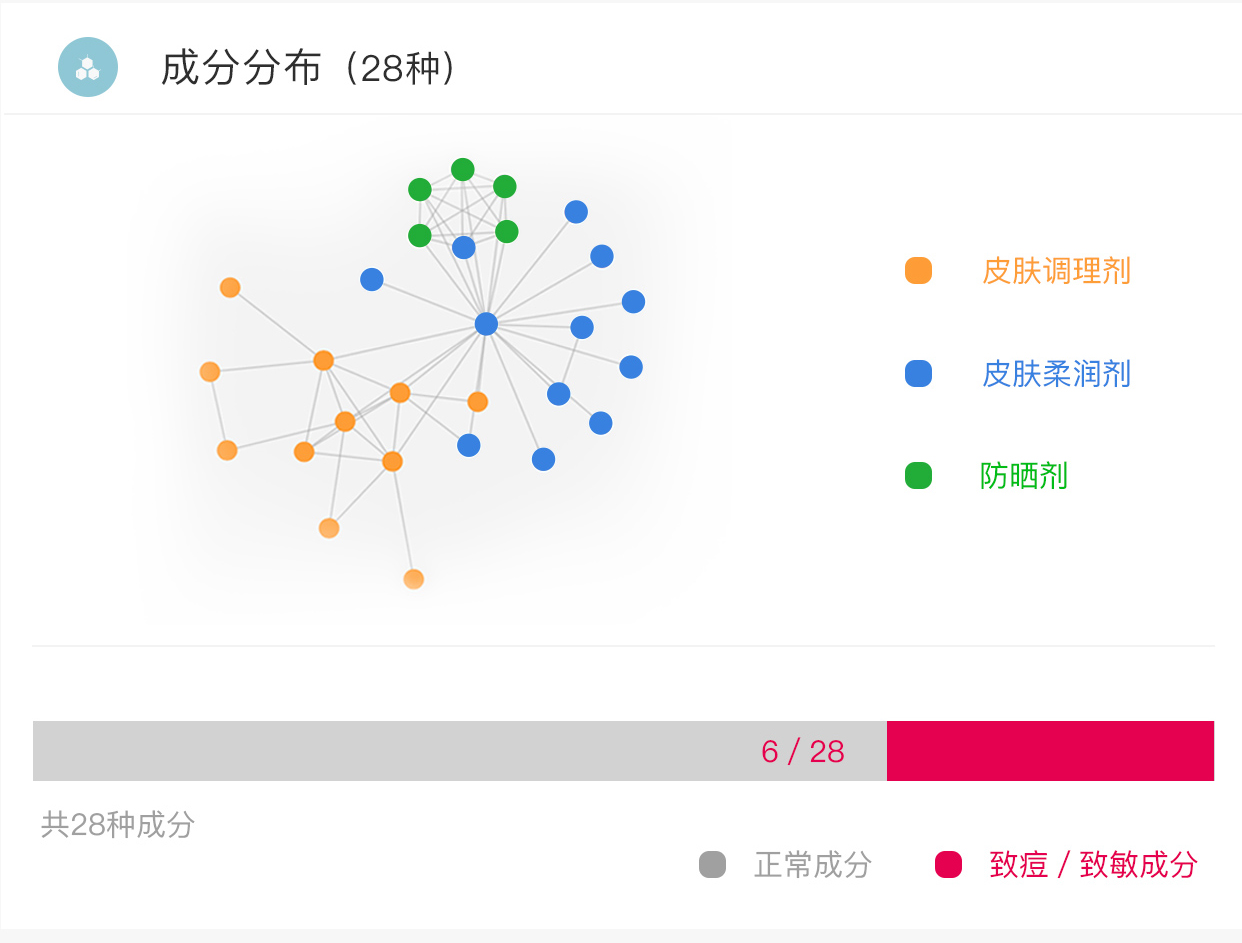 成分分布（28种）
皮肤调理剂
皮肤柔润剂
防晒剂
6 / 28
共28种成分
正常成分
致痘 / 致敏成分